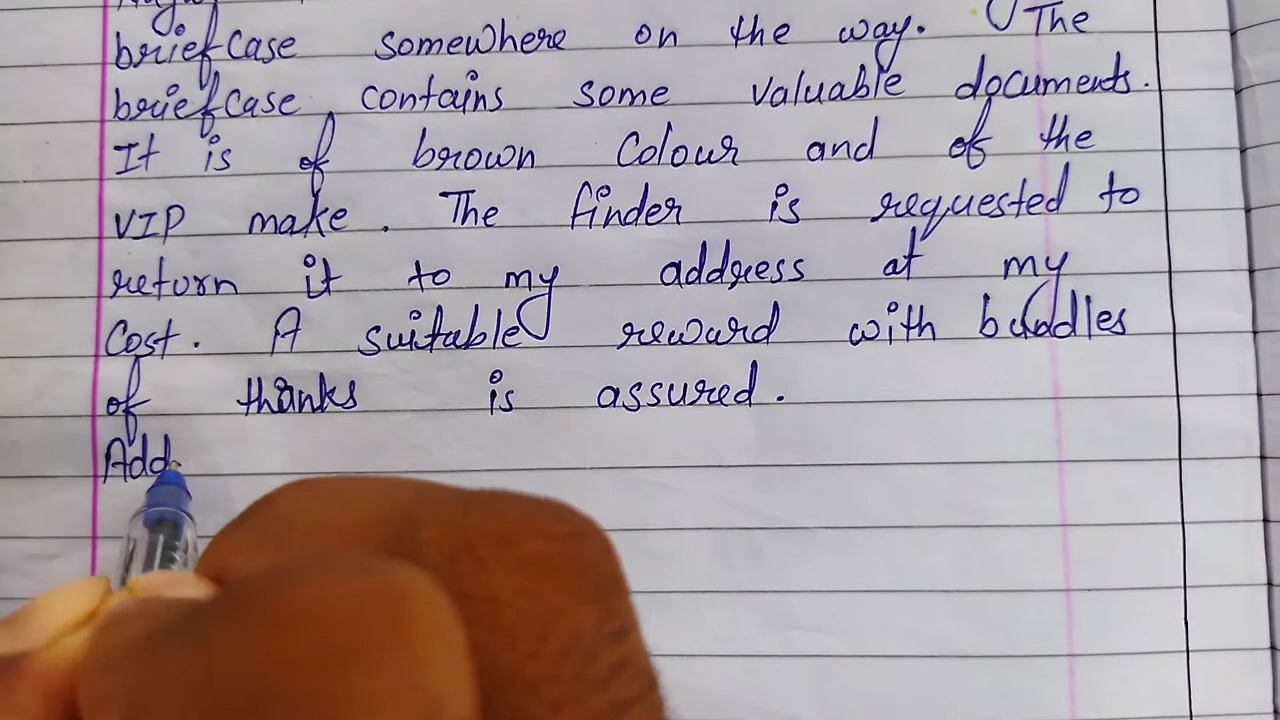 briefcase somewhere on the way. The
briefcase contains some valuable documents.
It is of brown Colour and of the
VIP make. The finder is requested to
return it to my address at my
Cost. A suitable reward with
of thanks is assured.
Add